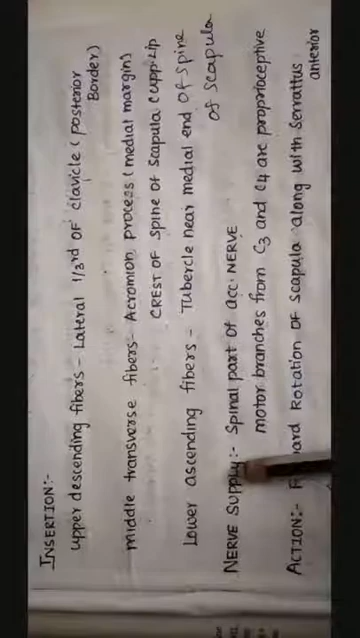 INSERTION:-
upper descending fibers - Lateral 1/3rd OF clavicle (posterior
Border)
middle transverse fibers - Acromion process (medial margin)
CREST OF spine of scapula (upp. Lip
Lower ascending fibers - Tubercle near medial end of spine
of scapula
NERVE SUPPLY:- Spinal part of acc. NERVE
motor branches from C3 and C4 are proprioceptive
ACTION:- Rotation OF scapula along with Serratus
anterior